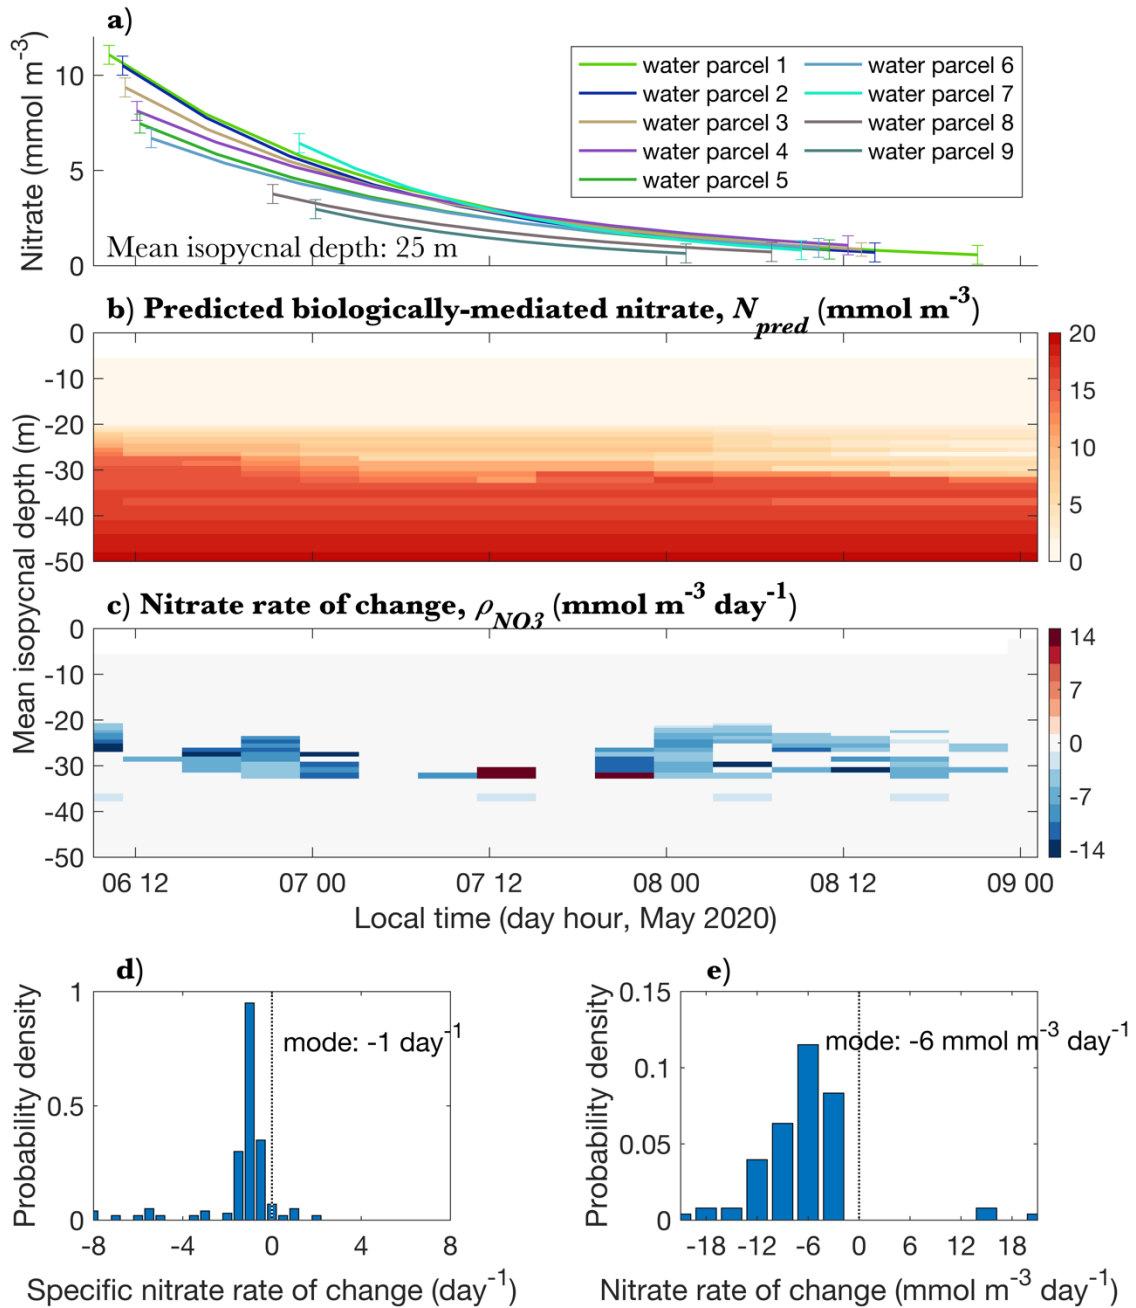 a)
Nitrate (mmol m⁻³)
10
5
0
water parcel 1
water parcel 2
water parcel 3
water parcel 4
water parcel 5
water parcel 6
water parcel 7
water parcel 8
water parcel 9
Mean isopycnal depth: 25 m
b) Predicted biologically-mediated nitrate, N_pred (mmol m⁻³)
0
-10
-20
-30
-40
-50
20
15
10
5
0
Mean isopycnal depth (m)
c) Nitrate rate of change, ρ_NO3 (mmol m⁻³ day⁻¹)
0
-10
-20
-30
-40
-50
14
7
0
-7
-14
06 12
07 00
07 12
08 00
08 12
09 00
Local time (day hour, May 2020)
d)
Probability density
1
0.5
0
mode: -1 day⁻¹
-8
-4
0
4
8
Specific nitrate rate of change (day⁻¹)
e)
Probability density
0.15
0.1
0.05
0
mode: -6 mmol m⁻³ day⁻¹
-18
-12
-6
0
6
12
18
Nitrate rate of change (mmol m⁻³ day⁻¹)